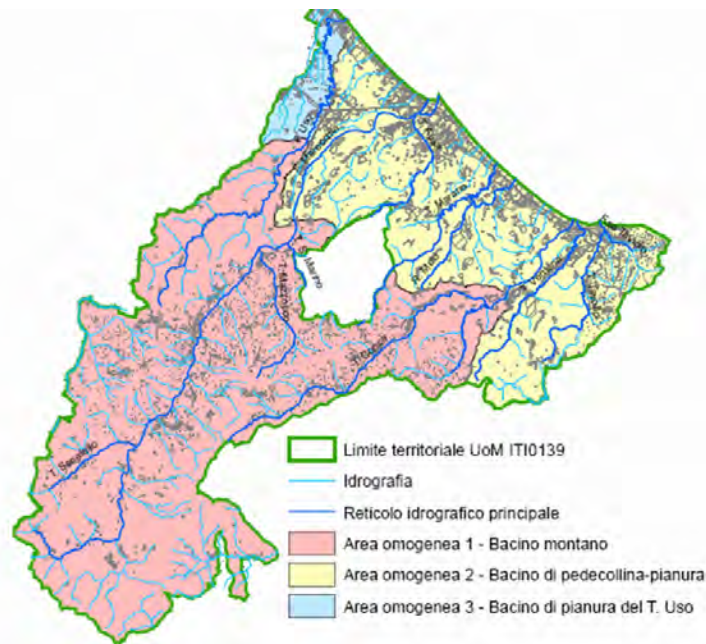 T. Uso
T. S. Marino
T. Mazzocco
T. Senatello
Limite territoriale UoM ITI0139
Idrografia
Reticolo idrografico principale
Area omogenea 1 - Bacino montano
Area omogenea 2 - Bacino di pedecollina-pianura
Area omogenea 3 - Bacino di pianura del T. Uso